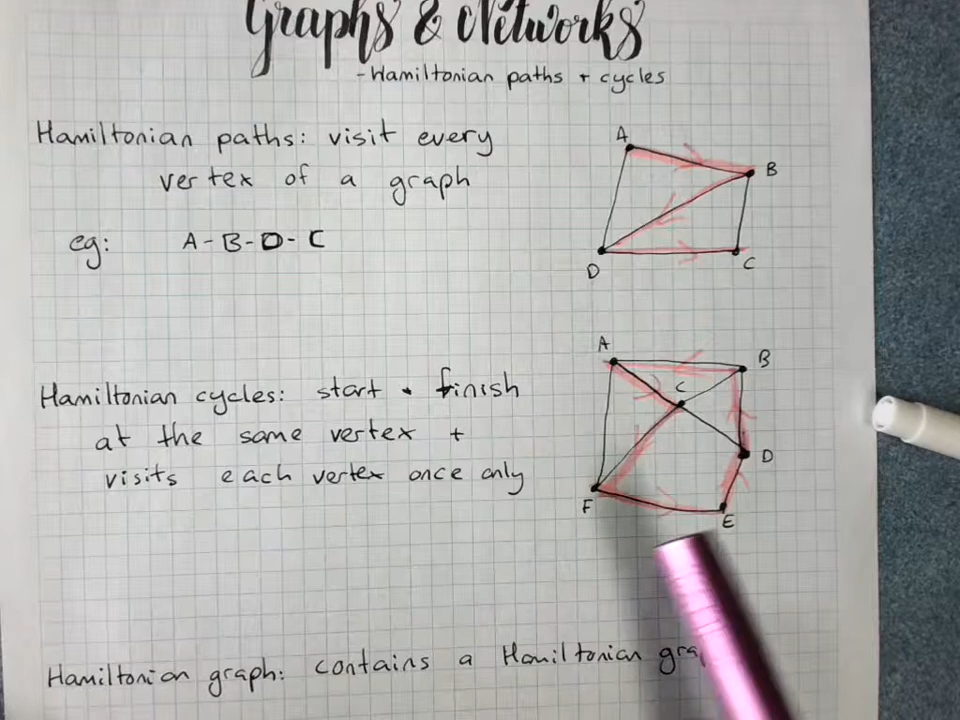 Graphs & Networks
- Hamiltonian paths + cycles
Hamiltonian paths: visit every
vertex of a graph
eg: A - B - D - C
A
B
D
C
Hamiltonian cycles: start + finish
at the same vertex +
visits each vertex once only
A
B
C
D
F
E
Hamiltonian graph: contains a Hamiltonian gra